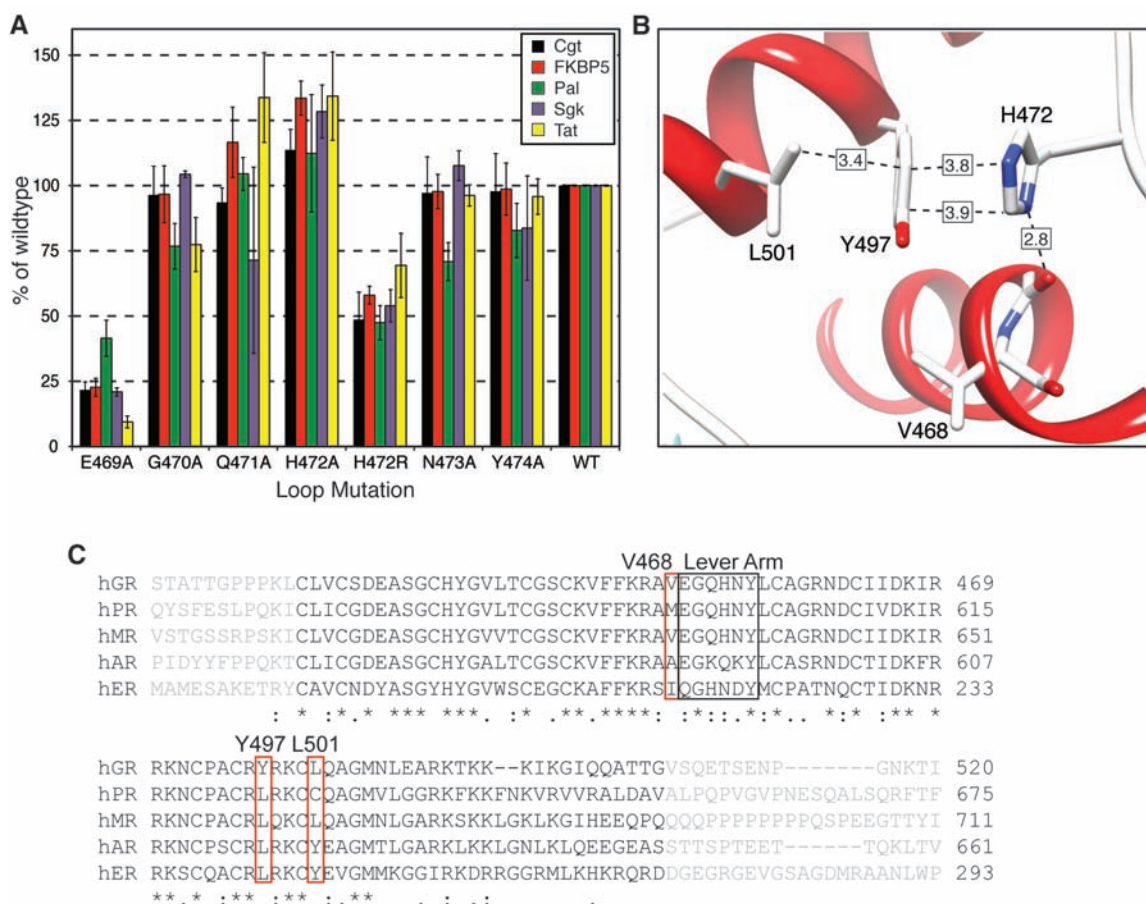 A
% of wildtype
150
125
100
75
50
25
0
Cgt
FKBP5
Pal
Sgk
Tat
E469A G470A Q471A H472A H472R N473A Y474A WT
Loop Mutation
B
H472
3.4
3.8
3.9
2.8
L501
Y497
V468
C
V468 Lever Arm
hGR STATTGPPPKLCLVCSDEASGCHYGVLTCGSCKVFFKRAVEGQHNYLCAGRNDCIIDKIR 469
hPR QYSFESLPQKICLICGDEASGCHYGVLTCGSCKVFFKRAMEGQHNYLCAGRNDCIVDKIR 615
hMR VSTGSSRPSKICLVCGDEASGCHYGVVTCGSCKVFFKRAVEGQHNYLCAGRNDCIIDKIR 651
hAR PIDYYFPPQKTCLICGDEASGCHYGALTCGSCKVFFKRAAEGKQKYLCASRNDCTIDKFR 607
hER MAMESAKETRYCAVCNDYASGYHYGVWSCEGCKAFFKRSIQGHNDYMCPATNQCTIDKNR 233
: :*.* *** ***. :* .**.****: :*:::*:*.. *:* :** *
Y497 L501
hGR RKNCPACRYRKCLQAGMNLEARKTKK--KIKGIQQATTGVSQETSENP-------GNKTI 520
hPR RKNCPACRLRKCCQAGMVLGGRKFKKFNKVRVVRALDAVALPQPVGVPNESQALSQRFTF 675
hMR RKNCPACRLQKCLQAGMNLGARKSKKLGKLKGIHEEQPQQQQPPPPPPPPQSPEEGTTYI 711
hAR RKNCPSCRLRKCYEAGMTLGARKLKKLGNLKLQEEGEASSTTSPTEET-------TQKLTV 661
hER RKSCQACRLRKCYEVGMMKGGIRKDRRGGRMLKHKRQRDDGEGRGEVGSAGDMRAANLWP 293
**.* :** :** :.** . : .: :